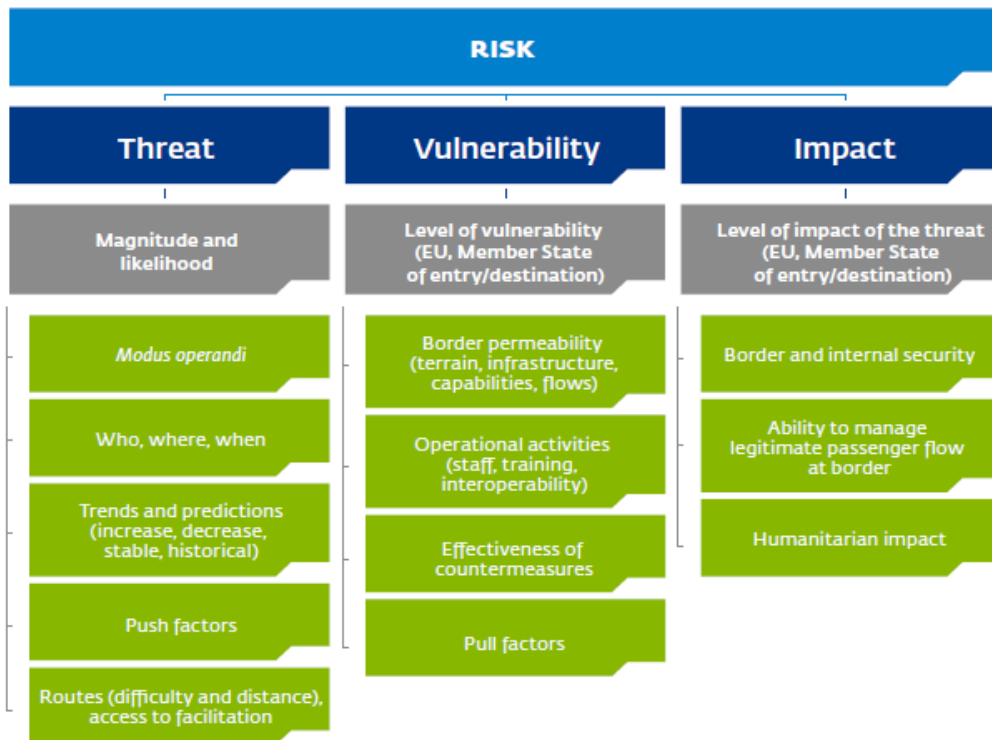 RISK
Threat
Vulnerability
Impact
Magnitude and
likelihood
Level of vulnerability
(EU, Member State
of entry/destination)
Level of impact of the threat
(EU, Member State
of entry/destination)
Modus operandi
Who, where, when
Trends and predictions
(increase, decrease,
stable, historical)
Push factors
Routes (difficulty and distance),
access to facilitation
Border permeability
(terrain, infrastructure,
capabilities, flows)
Operational activities
(staff, training,
interoperability)
Effectiveness of
countermeasures
Pull factors
Border and internal security
Ability to manage
legitimate passenger flow
at border
Humanitarian impact